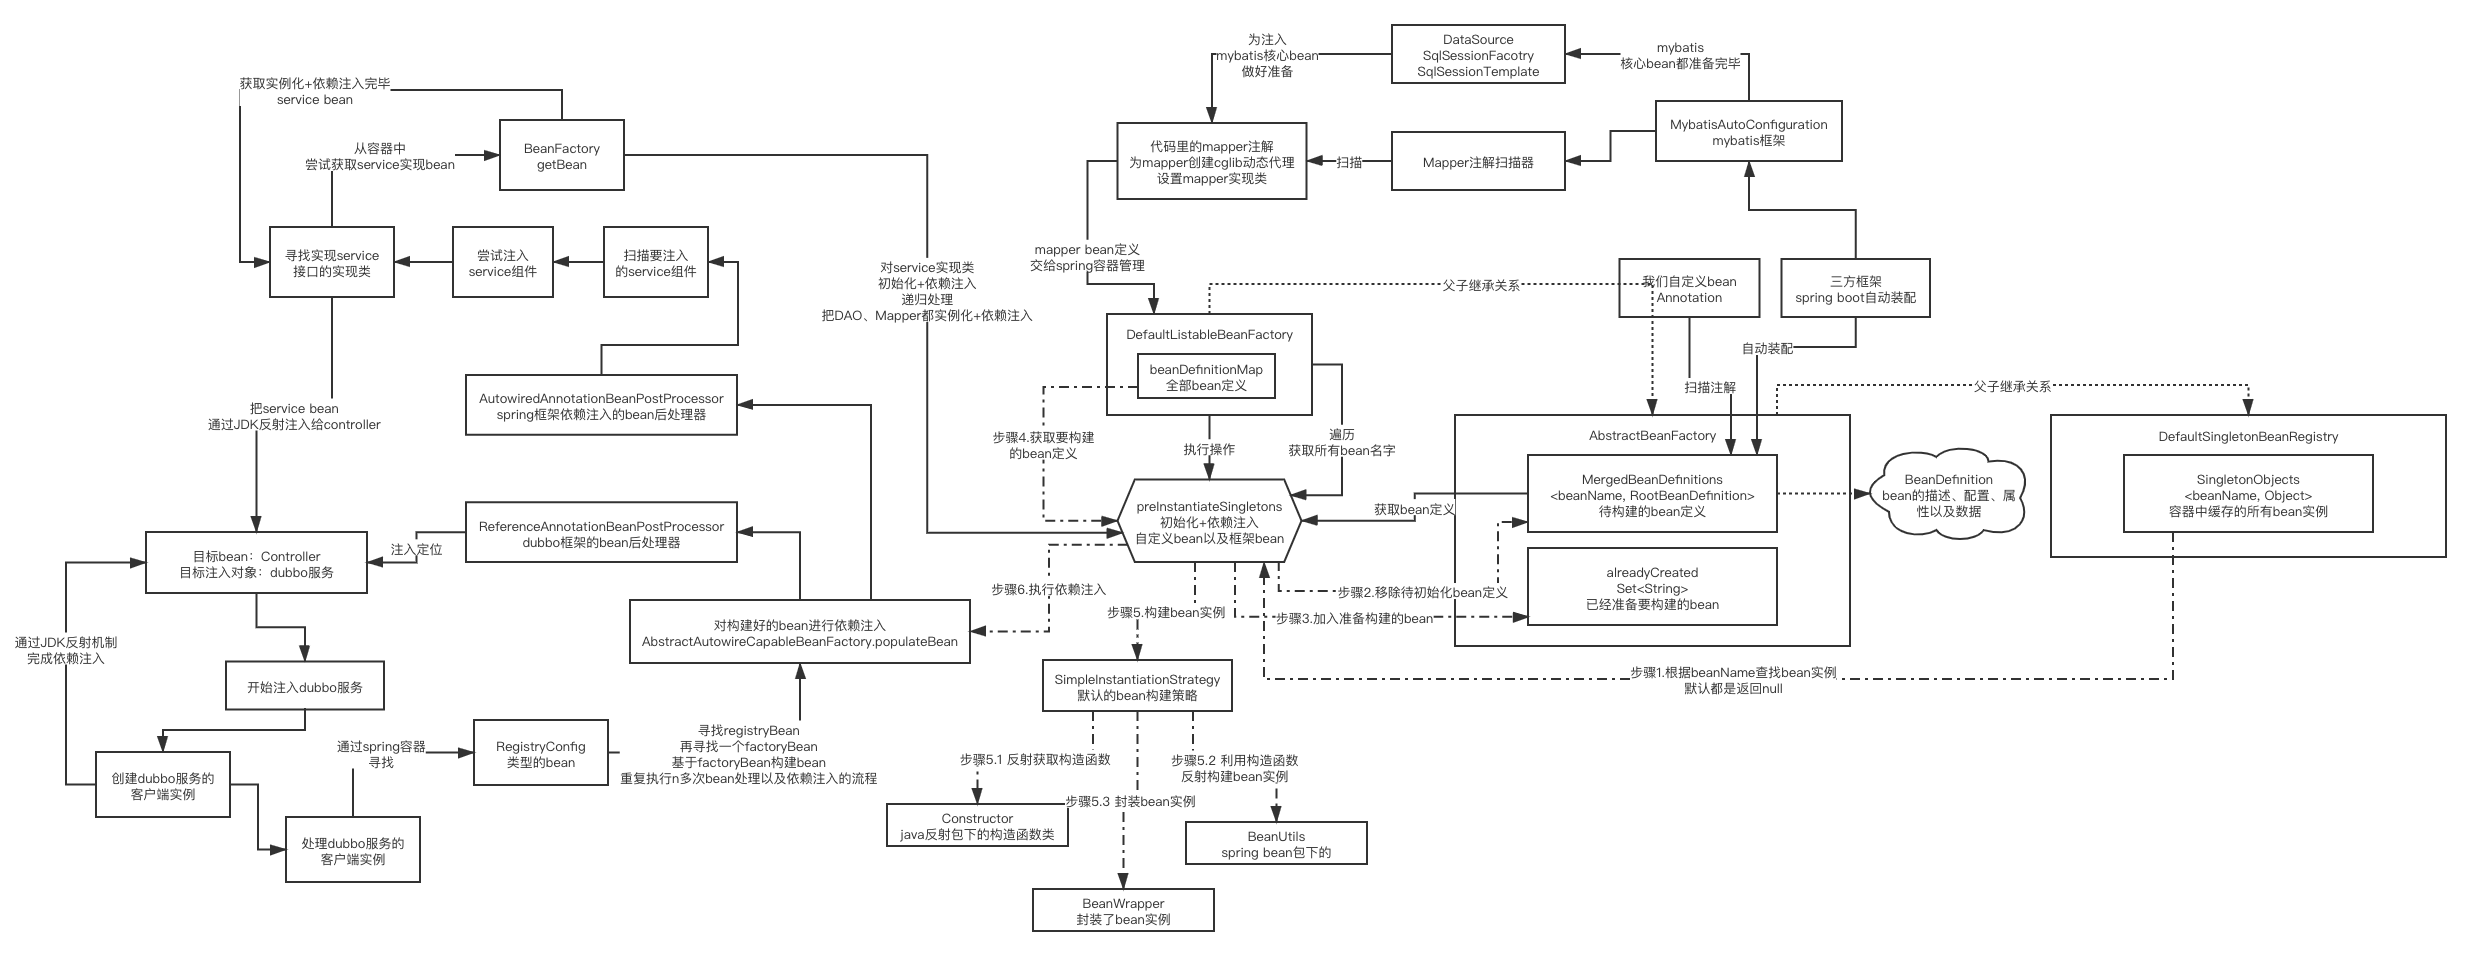 获取实例化+依赖注入完毕
service bean
从容器中
尝试获取service实现bean
BeanFactory
getBean
寻找实现service
接口的实现类
尝试注入
service组件
扫描要注入
的service组件
对service实现类
初始化+依赖注入
递归处理
把DAO、Mapper都实例化+依赖注入
把service bean
通过JDK反射注入给controller
AutowiredAnnotationBeanPostProcessor
spring框架依赖注入的bean后处理器
ReferenceAnnotationBeanPostProcessor
dubbo框架的bean后处理器
注入定位
目标bean：Controller
目标注入对象：dubbo服务
通过JDK反射机制
完成依赖注入
开始注入dubbo服务
创建dubbo服务的
客户端实例
处理dubbo服务的
客户端实例
通过spring容器
寻找
RegistryConfig
类型的bean
寻找registryBean
再寻找一个factoryBean
基于factoryBean构建bean
重复执行n多次bean处理以及依赖注入的流程
对构建好的bean进行依赖注入
AbstractAutowireCapableBeanFactory.populateBean
为注入
mybatis核心bean
做好准备
DataSource
SqlSessionFacotry
SqlSessionTemplate
mybatis
核心bean都准备完毕
MybatisAutoConfiguration
mybatis框架
代码里的mapper注解
为mapper创建cglib动态代理
设置mapper实现类
扫描
Mapper注解扫描器
mapper bean定义
交给spring容器管理
父子继承关系
我们自定义bean
Annotation
三方框架
spring boot自动装配
DefaultListableBeanFactory
beanDefinitionMap
全部bean定义
自动装配
扫描注解
父子继承关系
步骤4.获取要构建
的bean定义
执行操作
遍历
获取所有bean名字
AbstractBeanFactory
MergedBeanDefinitions
<beanName, RootBeanDefinition>
待构建的bean定义
BeanDefinition
bean的描述、配置、属
性以及数据
DefaultSingletonBeanRegistry
SingletonObjects
<beanName, Object>
容器中缓存的所有bean实例
获取bean定义
preInstantiateSingletons
初始化+依赖注入
自定义bean以及框架bean
alreadyCreated
Set<String>
已经准备要构建的bean
步骤6.执行依赖注入
步骤5.构建bean实例
步骤2.移除待初始化bean定义
步骤3.加入准备构建的bean
步骤1.根据beanName查找bean实例
默认都是返回null
SimpleInstantiationStrategy
默认的bean构建策略
步骤5.1 反射获取构造函数
步骤5.2 利用构造函数
反射构建bean实例
步骤5.3 封装bean实例
Constructor
java反射包下的构造函数类
BeanUtils
spring bean包下的
BeanWrapper
封装了bean实例